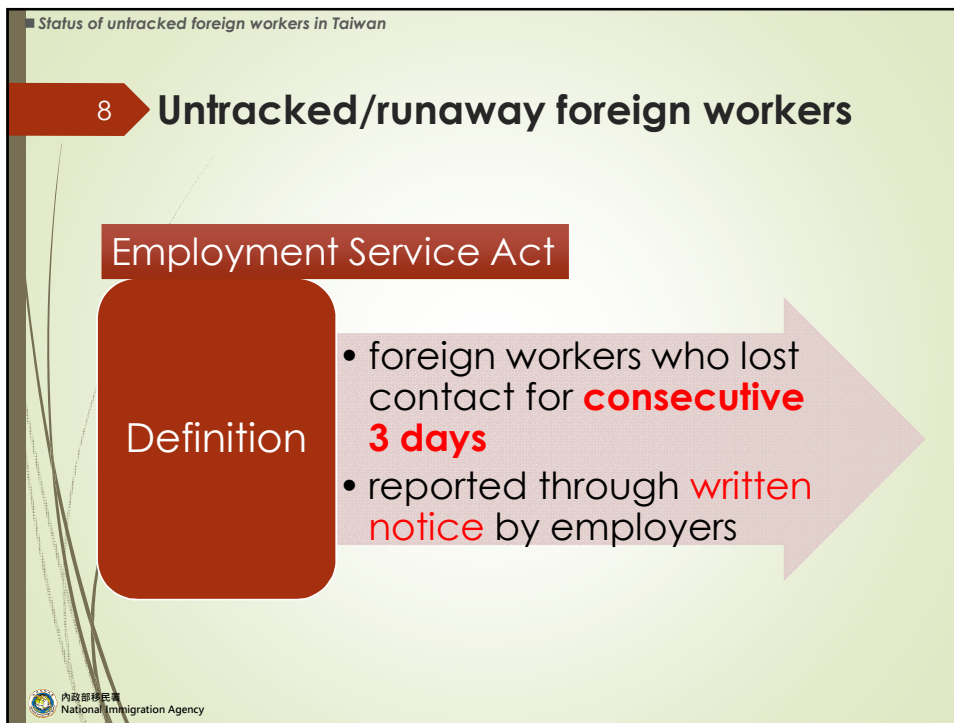 Status of untracked foreign workers in Taiwan
8
Untracked/runaway foreign workers
Employment Service Act
Definition
• foreign workers who lost
contact for consecutive
3 days
• reported through written
notice by employers
內政部移民署
National Immigration Agency